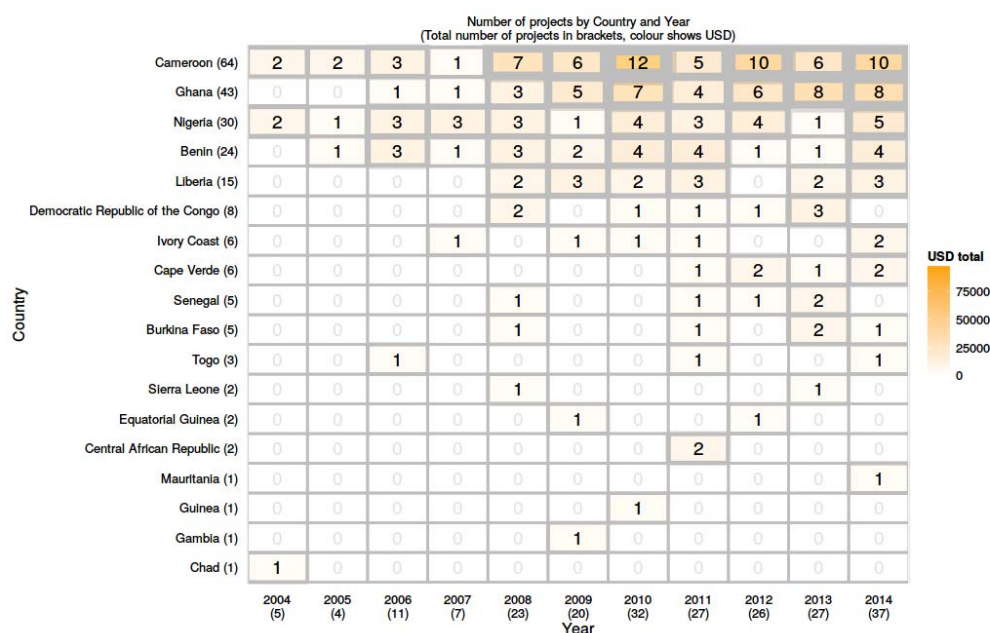 Number of projects by Country and Year
(Total number of projects in brackets, colour shows USD)
Cameroon (64) 2 2 3 1 7 6 12 5 10 6 10
Ghana (43) 0 0 1 1 3 5 7 4 6 8 8
Nigeria (30) 2 1 3 3 3 1 4 3 4 1 5
Benin (24) 0 1 3 1 3 2 4 4 1 1 4
Liberia (15) 0 0 0 0 2 3 2 3 0 2 3
Democratic Republic of the Congo (8) 0 0 0 0 2 0 1 1 1 3 0
Ivory Coast (6) 0 0 0 1 0 1 1 1 0 0 2
Cape Verde (6) 0 0 0 0 0 0 0 1 2 1 2
Senegal (5) 0 0 0 0 1 0 0 1 1 2 0
Burkina Faso (5) 0 0 0 0 1 0 0 1 0 2 1
Togo (3) 0 0 1 0 0 0 0 1 0 0 1
Sierra Leone (2) 0 0 0 0 1 0 0 0 0 1 0
Equatorial Guinea (2) 0 0 0 0 0 1 0 0 1 0 0
Central African Republic (2) 0 0 0 0 0 0 0 2 0 0 0
Mauritania (1) 0 0 0 0 0 0 0 0 0 0 1
Guinea (1) 0 0 0 0 0 0 1 0 0 0 0
Gambia (1) 0 0 0 0 0 1 0 0 0 0 0
Chad (1) 1 0 0 0 0 0 0 0 0 0 0
2004 2005 2006 2007 2008 2009 2010 2011 2012 2013 2014
(5) (4) (11) (7) (23) (20) (32) (27) (26) (27) (37)
Year
Country
USD total
75000
50000
25000
0